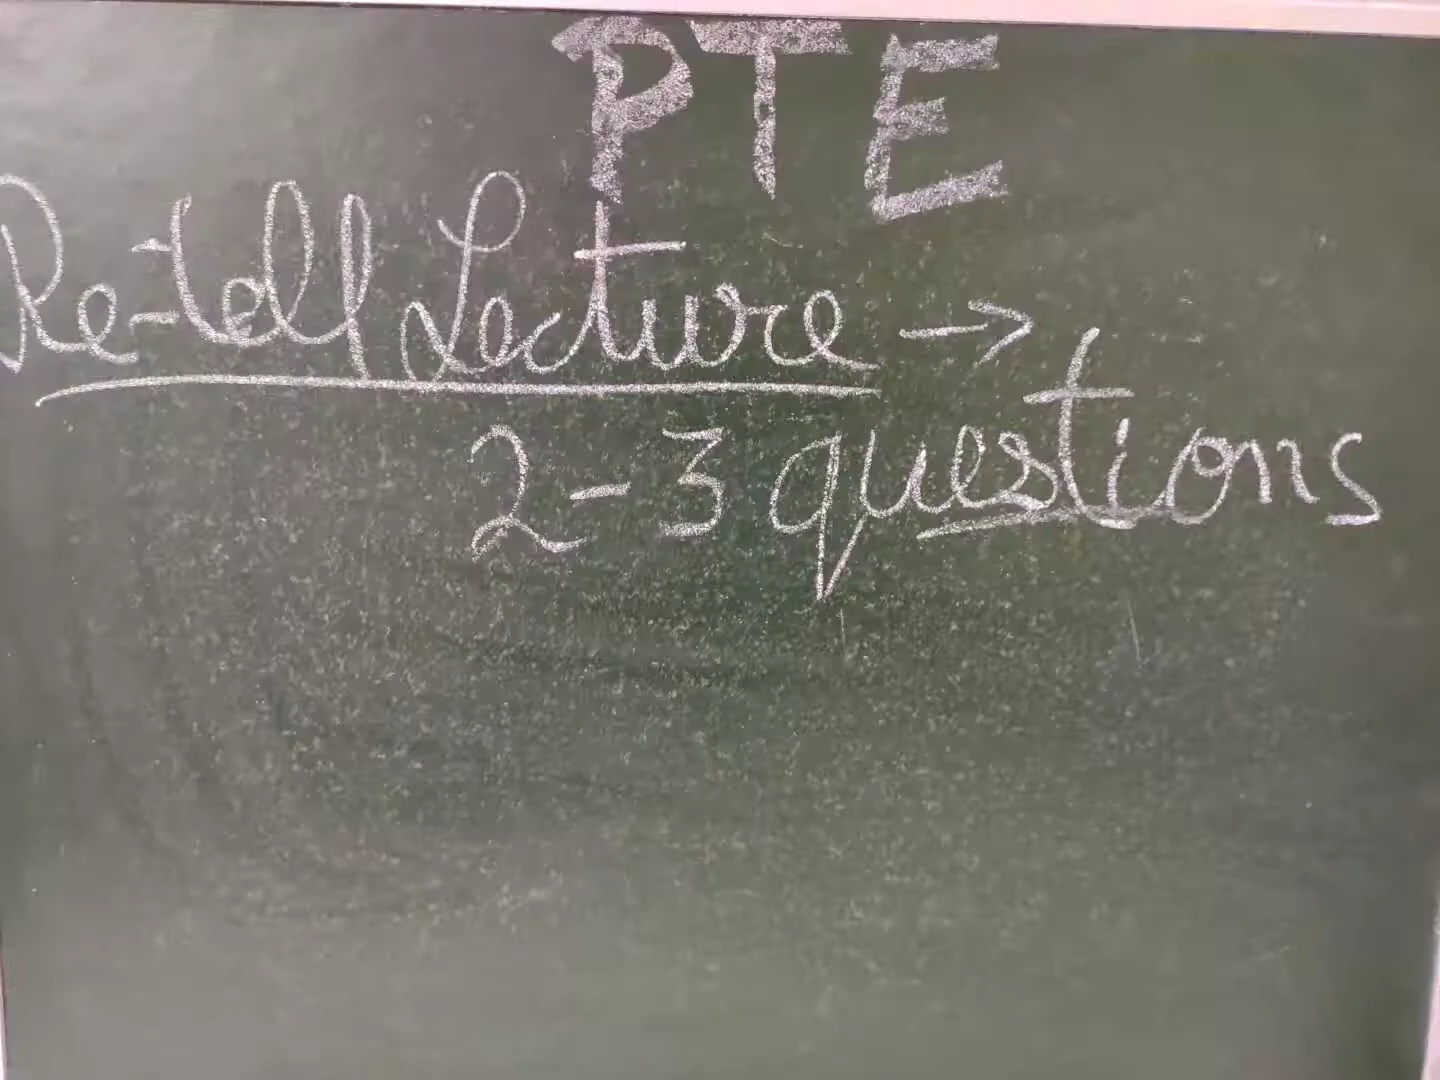 PTE
Re-tell Lecture →
2-3 questions